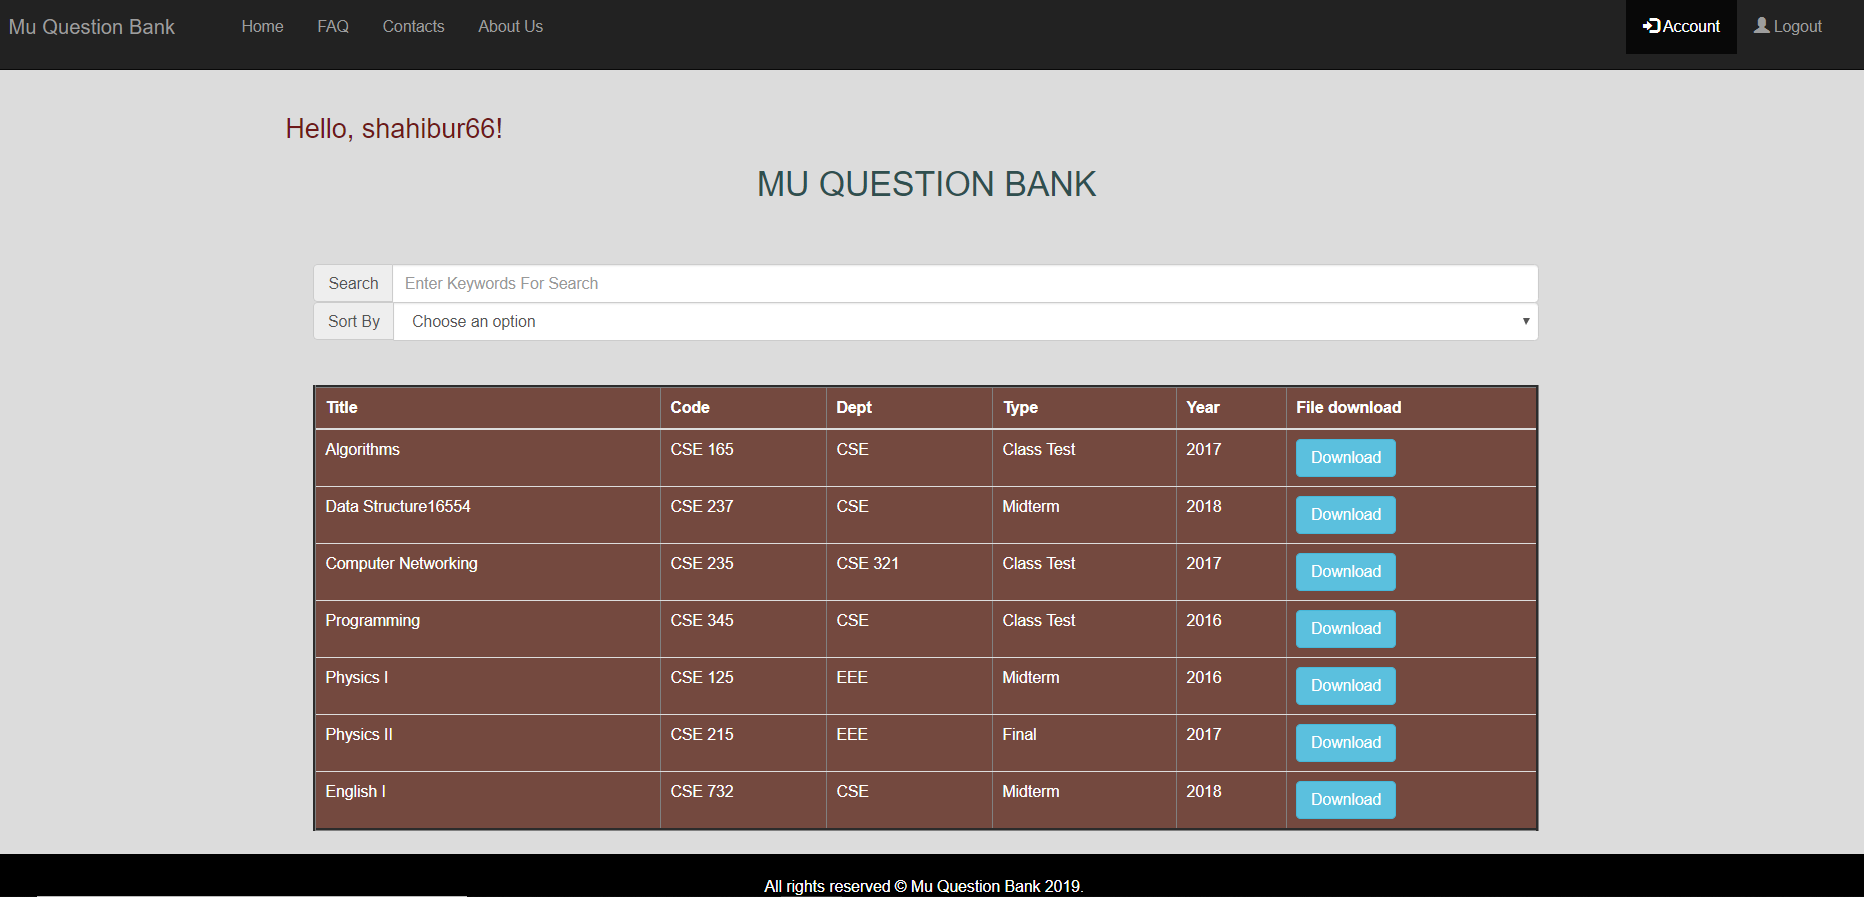 Mu Question Bank Home FAQ Contacts About Us Account Logout
Hello, shahibur66!
MU QUESTION BANK
Search Enter Keywords For Search
Sort By Choose an option
Title Code Dept Type Year File download
Algorithms CSE 165 CSE Class Test 2017 Download
Data Structure16554 CSE 237 CSE Midterm 2018 Download
Computer Networking CSE 235 CSE 321 Class Test 2017 Download
Programming CSE 345 CSE Class Test 2016 Download
Physics I CSE 125 EEE Midterm 2016 Download
Physics II CSE 215 EEE Final 2017 Download
English I CSE 732 CSE Midterm 2018 Download
All rights reserved © Mu Question Bank 2019.